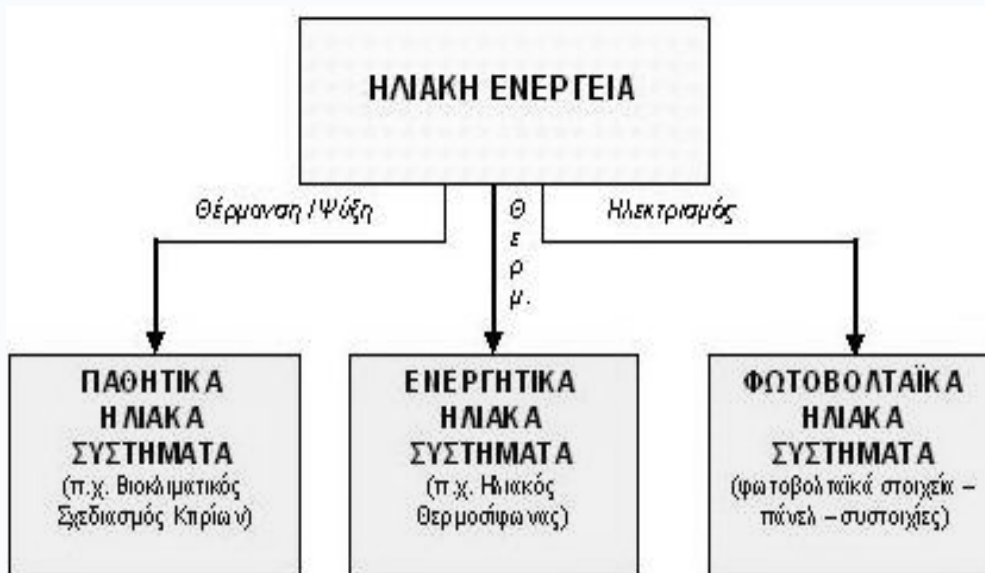 ΗΛΙΑΚΗ ΕΝΕΡΓΕΙΑ
Θέρμανση / Ψύξη
Θερμ.
Ηλεκτρισμός
ΠΑΘΗΤΙΚΑ
ΗΛΙΑΚΑ
ΣΥΣΤΗΜΑΤΑ
(π.χ. Βιοκλιματικός
Σχεδιασμός Κτιρίων)
ΕΝΕΡΓΗΤΙΚΑ
ΗΛΙΑΚΑ
ΣΥΣΤΗΜΑΤΑ
(π.χ. Ηλιακός
Θερμοσίφωνας)
ΦΩΤΟΒΟΛΤΑΪΚΑ
ΗΛΙΑΚΑ
ΣΥΣΤΗΜΑΤΑ
(φωτοβολταϊκά στοιχεία –
πάνελ – συστοιχίες)